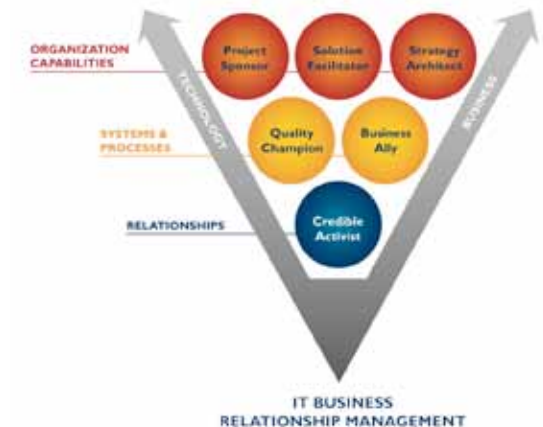 ORGANIZATION
CAPABILITIES
Project
Sponsor
Solution
Facilitator
Strategy
Architect
TECHNOLOGY
BUSINESS
SYSTEMS &
PROCESSES
Quality
Champion
Business
Ally
RELATIONSHIPS
Credible
Activist
IT BUSINESS
RELATIONSHIP MANAGEMENT